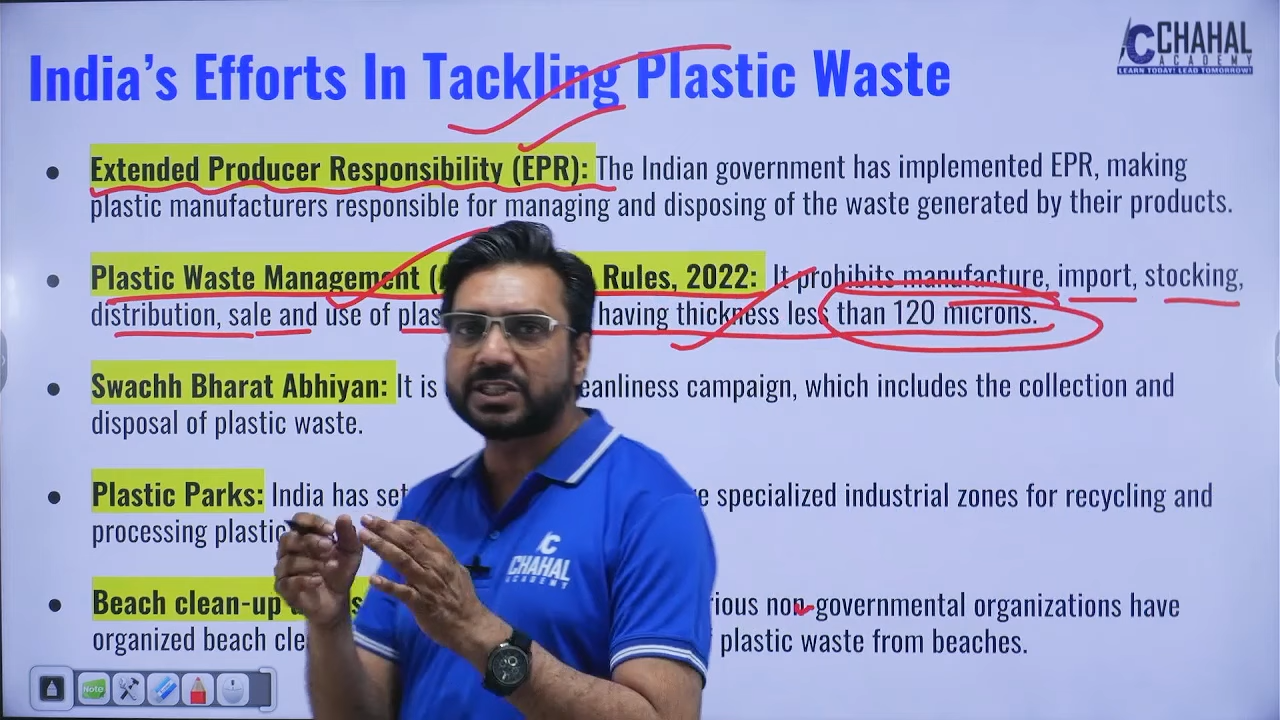 CHAHAL
ACADEMY
LEARN TODAY! LEAD TOMORROW!
India's Efforts In Tackling Plastic Waste
Extended Producer Responsibility (EPR): The Indian government has implemented EPR, making
plastic manufacturers responsible for managing and disposing of the waste generated by their products.
Plastic Waste Management Rules, 2022: It prohibits manufacture, import, stocking,
distribution, sale and use of having thickness less than 120 microns.
Swachh Bharat Abhiyan: It is campaign, which includes the collection and
disposal of plastic waste.
Plastic Parks: India has set specialized industrial zones for recycling and
processing plastic
Beach clean-up non-governmental organizations have
organized beach plastic waste from beaches.
CHAHAL
ACADEMY
Note